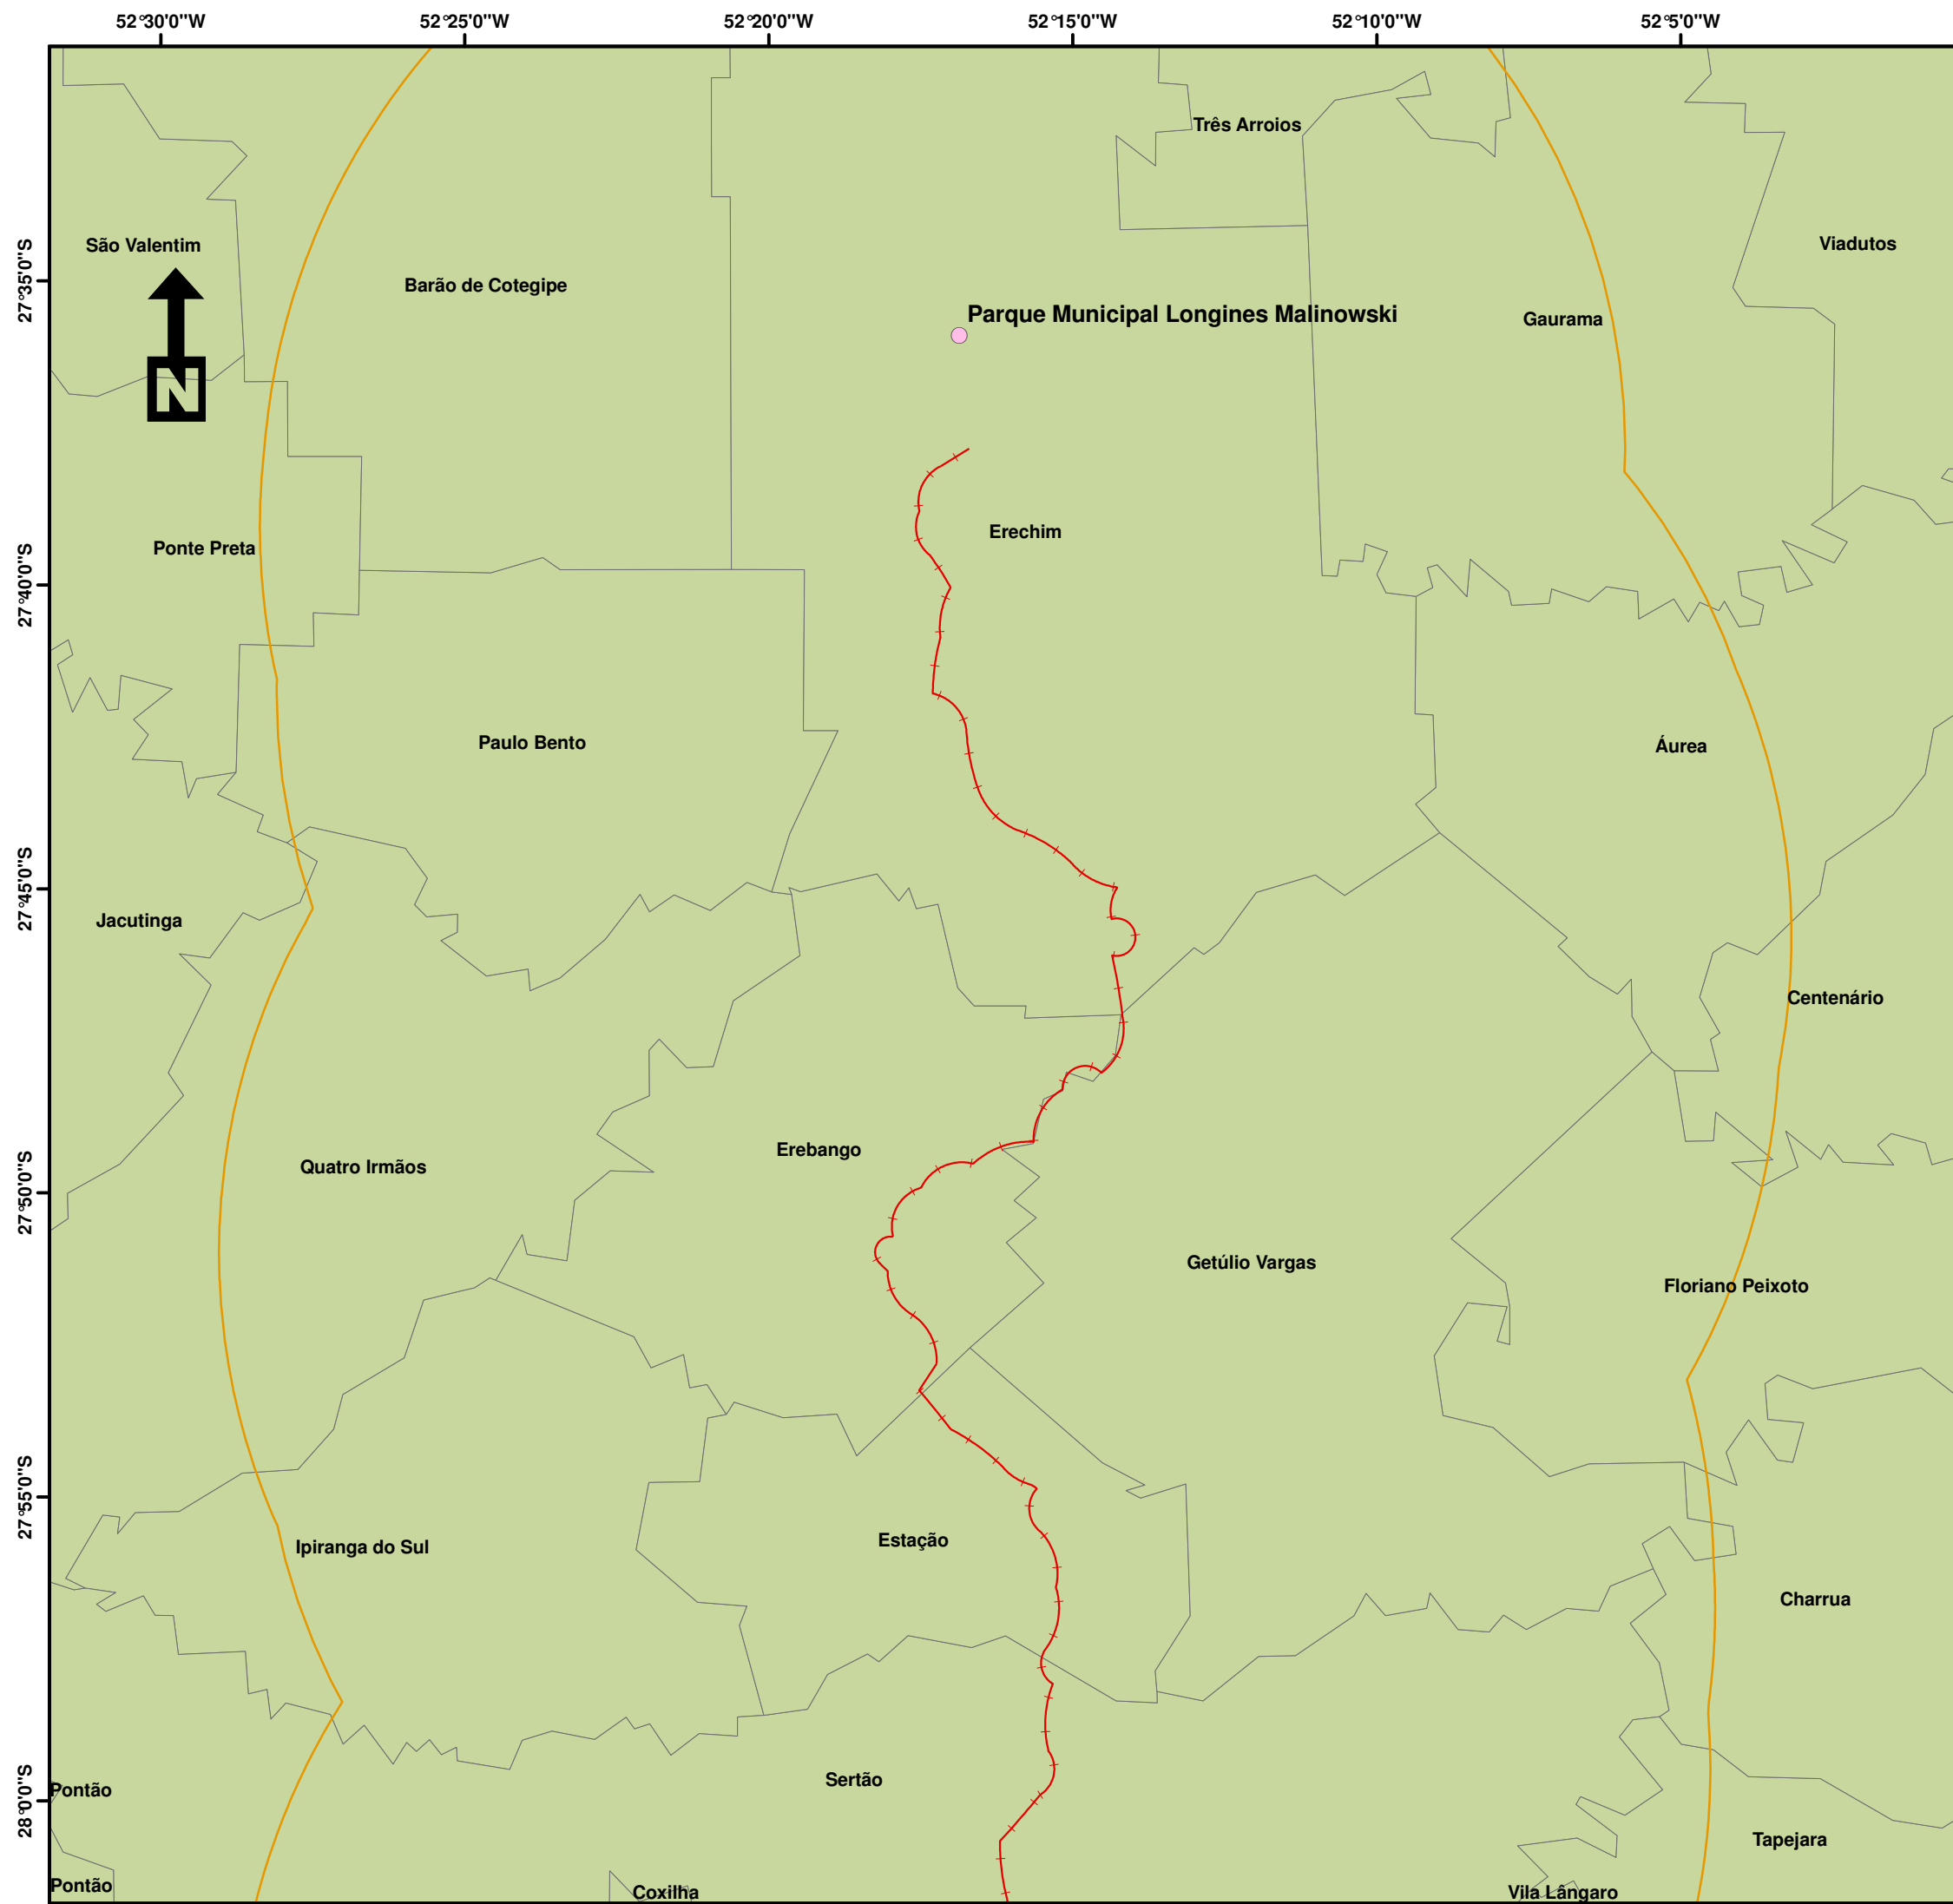 52°30'0"W 52°25'0"W 52°20'0"W 52°15'0"W 52°10'0"W 52°5'0"W
Três Arroios
São Valentim
Viadutos
27°35'0"S
Barão de Cotegipe
Parque Municipal Longines Malinowski
Gaurama
N
Erechim
Ponte Preta
27°40'0"S
Paulo Bento
Áurea
27°45'0"S
Jacutinga
Centenário
Erebango
Quatro Irmãos
27°50'0"S
Getúlio Vargas
Floriano Peixoto
27°55'0"S
Estação
Ipiranga do Sul
Charrua
Sertão
Pontão
28°0'0"S
Tapejara
Pontão
Coxilha
Vila Lângaro